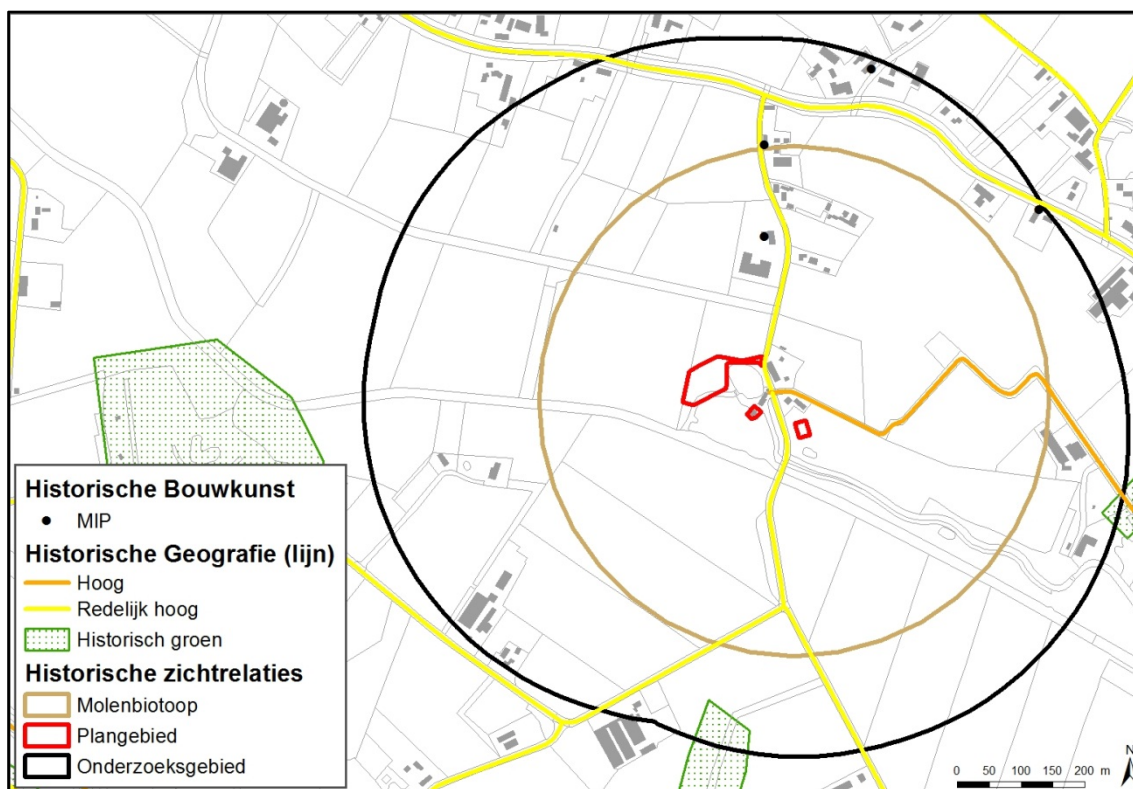 Historische Bouwkunst
MIP
Historische Geografie (lijn)
Hoog
Redelijk hoog
Historisch groen
Historische zichtrelaties
Molenbiotoop
Plangebied
Onderzoeksgebied
N
0 50 100 150 200 m